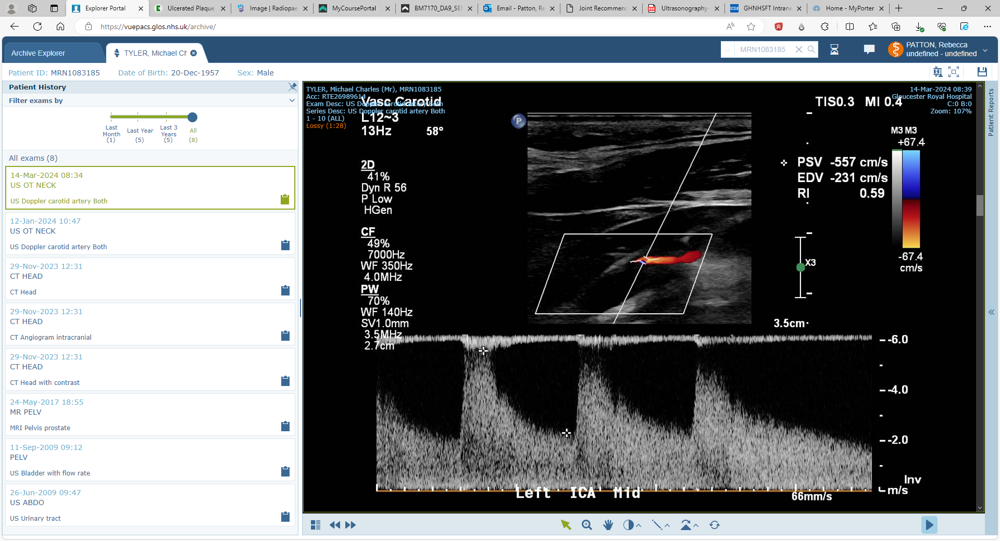 Explorer Portal
Ulcerated Plaque
Image | Radiopae
MyCoursePortal
BM7170_DA9_SEM
Email - Patton, Re
Joint Recommend
Ultrasonography-
GHNHSFT Intrane
Home - MyPorter
https://vuepacs.glos.nhs.uk/archive/
Archive Explorer
TYLER, Michael Ch
MRN1083185
PATTON, Rebecca
undefined - undefined
Patient ID: MRN1083185 Date of Birth: 20-Dec-1957 Sex: Male
Patient History
Filter exams by
Last Month (1)
Last Year (5)
Last 3 Years (5)
All (8)
All exams (8)
14-Mar-2024 08:34
US OT NECK
US Doppler carotid artery Both
12-Jan-2024 10:47
US OT NECK
US Doppler carotid artery Both
29-Nov-2023 12:31
CT HEAD
CT Head
29-Nov-2023 12:31
CT HEAD
CT Angiogram intracranial
29-Nov-2023 12:31
CT HEAD
CT Head with contrast
24-May-2017 18:55
MR PELV
MRI Pelvis prostate
11-Sep-2009 09:12
PELV
US Bladder with flow rate
26-Jun-2009 09:47
US ABDO
US Urinary tract
TYLER, Michael Charles (Mr), MRN1083185
Acc: RTE26989614
Exam Desc: US Doppler carotid artery Both
Series Desc: US Doppler carotid artery Both
1 - 10 (ALL)
Lossy (1:28)
Vasc Carotid
L12~3
13Hz 58°
P
14-Mar-2024 08:39
Gloucester Royal Hospital
C:0 B:0
Zoom: 107%
TIS0.3 MI 0.4
M3 M3
+67.4
-67.4
cm/s
PSV -557 cm/s
EDV -231 cm/s
RI 0.59
X3
3.5cm
2D
41%
Dyn R 56
P Low
HGen
CF
49%
7000Hz
WF 350Hz
4.0MHz
PW
70%
WF 140Hz
SV1.0mm
3.5MHz
2.7cm
-6.0
-4.0
-2.0
Inv
m/s
66mm/s
Left ICA Mid
Patient Reports